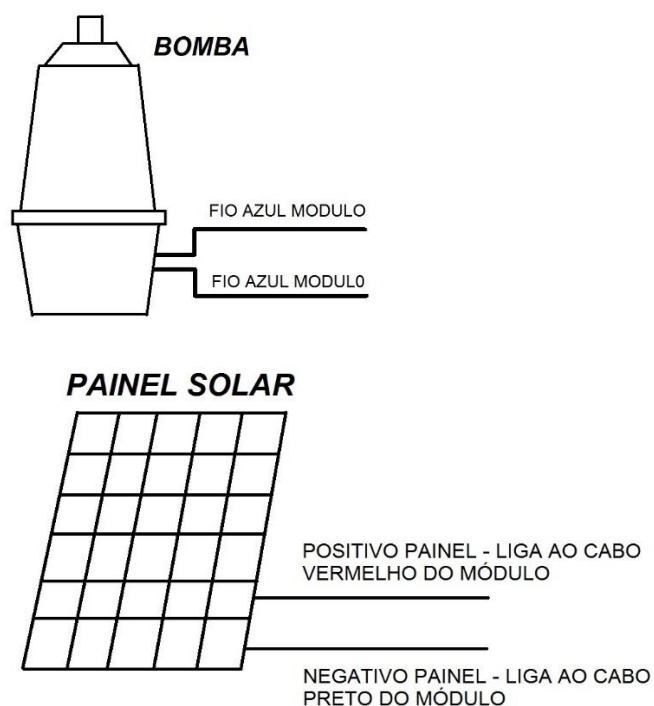 BOMBA
FIO AZUL MODULO
FIO AZUL MODUL0
PAINEL SOLAR
POSITIVO PAINEL - LIGA AO CABO
VERMELHO DO MÓDULO
NEGATIVO PAINEL - LIGA AO CABO
PRETO DO MÓDULO